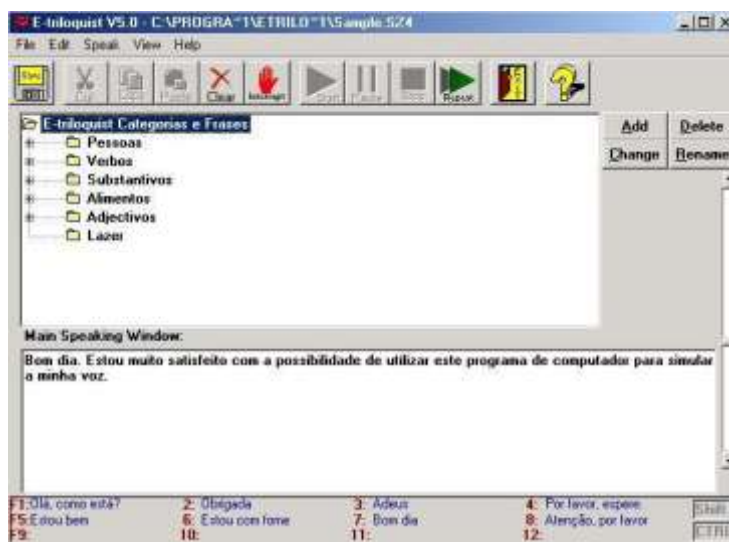 E-triloquist V5.0 - C:\PROGRA~1\ETRILO~1\Sample.SZ4
File Edit Speak View Help
Cut Paste Clear Interrupt Start Pause Stop Repeat
E-triloquist Categorias e Frases
Add Delete
Pessoas
Change Rename
Verbos
Substantivos
Alimentos
Adjectivos
Lazer
Main Speaking Window:
Bom dia. Estou muito satisfeito com a possibilidade de utilizar este programa de computador para simular
a minha voz.
F1:Olá, como está? 2: Obrigada 3: Adeus 4: Por favor, espere Shift
F5:Estou bem 6: Estou com fome 7: Bom dia 8: Atenção, por favor
F9: 10: 11: 12: CTRL